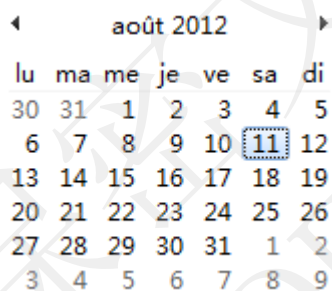 août 2012
lu ma me je ve sa di
30 31 1 2 3 4 5
6 7 8 9 10 11 12
13 14 15 16 17 18 19
20 21 22 23 24 25 26
27 28 29 30 31 1 2
3 4 5 6 7 8 9